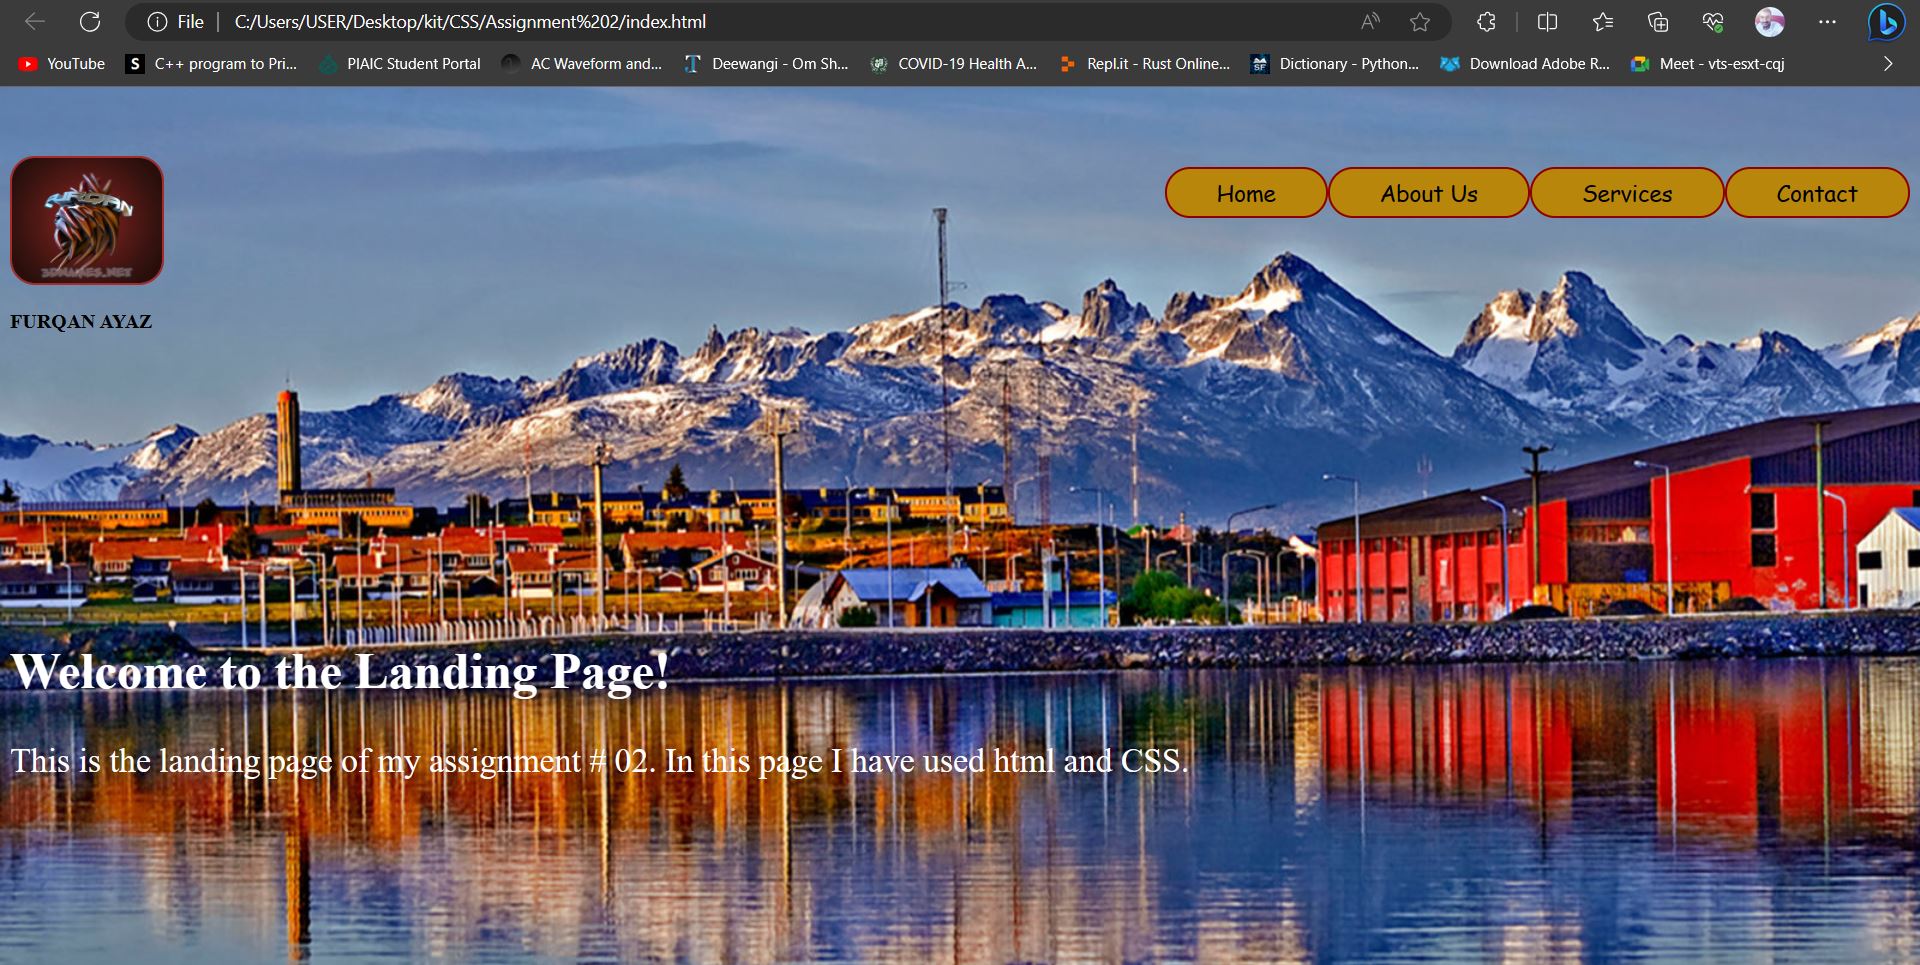 File C:/Users/USER/Desktop/kit/CSS/Assignment%202/index.html
YouTube C++ program to Pri... PIAIC Student Portal AC Waveform and... Deewangi - Om Sh... COVID-19 Health A... Repl.it - Rust Online... Dictionary - Python... Download Adobe R... Meet - vts-esxt-cqj
Home About Us Services Contact
FURQAN
3DNAMES.NET
FURQAN AYAZ
Welcome to the Landing Page!
This is the landing page of my assignment # 02. In this page I have used html and CSS.